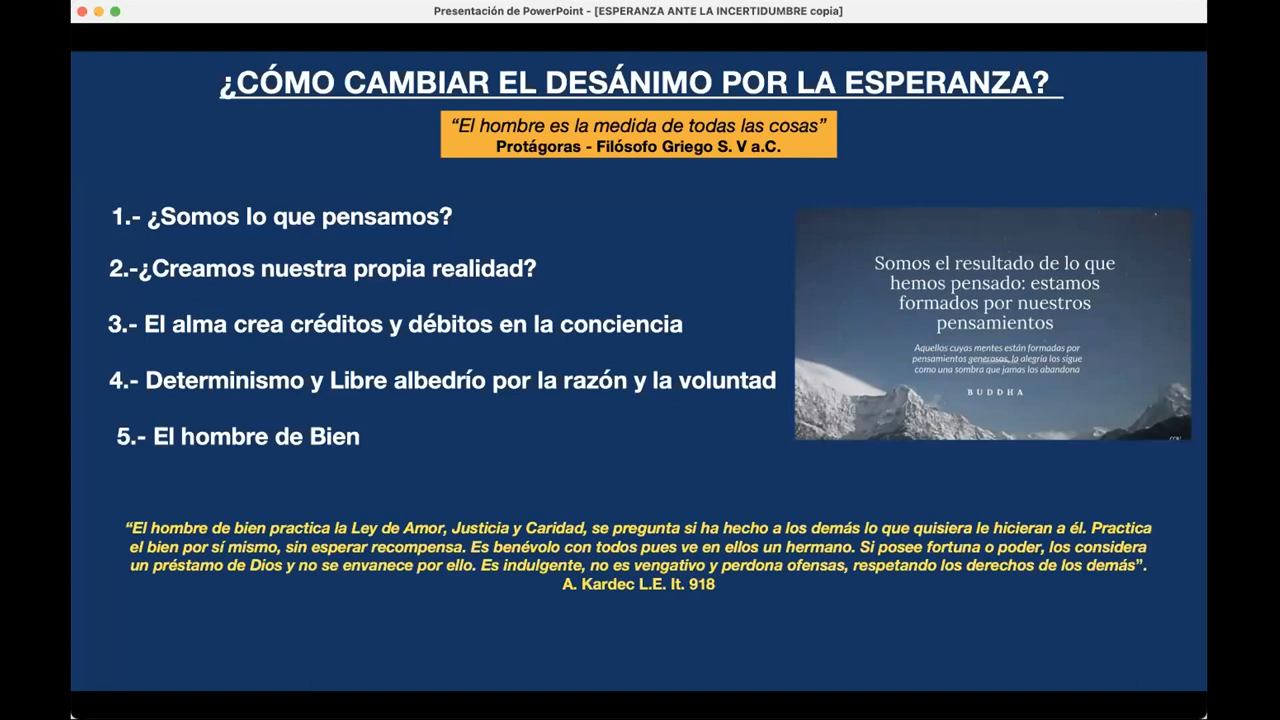 Presentación de PowerPoint - [ESPERANZA ANTE LA INCERTIDUMBRE copia]
¿CÓMO CAMBIAR EL DESÁNIMO POR LA ESPERANZA?
“El hombre es la medida de todas las cosas”
Protágoras - Filósofo Griego S. V a.C.
1.- ¿Somos lo que pensamos?
2.-¿Creamos nuestra propia realidad?
3.- El alma crea créditos y débitos en la conciencia
4.- Determinismo y Libre albedrío por la razón y la voluntad
5.- El hombre de Bien
Somos el resultado de lo que
hemos pensado: estamos
formados por nuestros
pensamientos
Aquellos cuyas mentes están formadas por
pensamientos generosos, la alegría los sigue
como una sombra que jamas los abandona
BUDDHA
“El hombre de bien practica la Ley de Amor, Justicia y Caridad, se pregunta si ha hecho a los demás lo que quisiera le hicieran a él. Practica
el bien por sí mismo, sin esperar recompensa. Es benévolo con todos pues ve en ellos un hermano. Si posee fortuna o poder, los considera
un préstamo de Dios y no se envanece por ello. Es indulgente, no es vengativo y perdona ofensas, respetando los derechos de los demás”.
A. Kardec L.E. It. 918